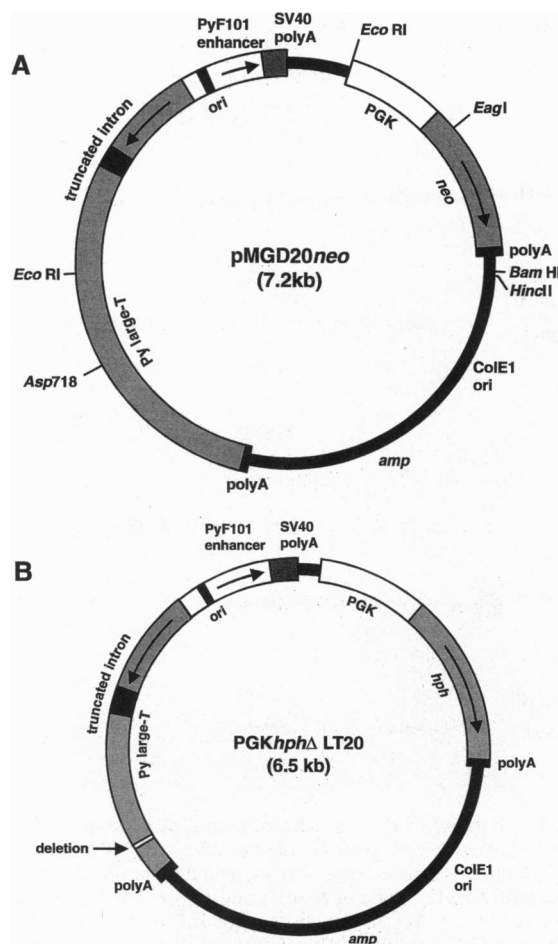 A
PyF101
enhancer
SV40
polyA
Eco RI
ori
PGK
EagI
truncated intron
neo
pMGD20neo
(7.2kb)
polyA
Bam HI
HincII
Eco RI
Py large-T
Asp718
ColE1
ori
amp
polyA
B
PyF101
enhancer
SV40
polyA
ori
PGK
truncated intron
hph
Py large-T
PGKhphΔ LT20
(6.5 kb)
polyA
deletion
polyA
ColE1
ori
amp